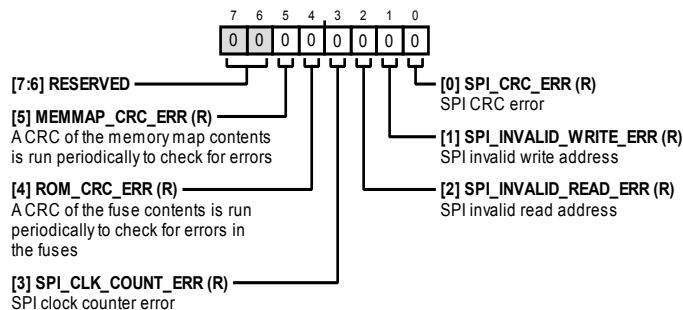 7 6 5 4 3 2 1 0
0 0 0 0 0 0 0 0
[7:6] RESERVED
[5] MEMMAP_CRC_ERR (R)
A CRC of the memory map contents
is run periodically to check for errors
[4] ROM_CRC_ERR (R)
A CRC of the fuse contents is run
periodically to check for errors in
the fuses
[3] SPI_CLK_COUNT_ERR (R)
SPI clock counter error
[0] SPI_CRC_ERR (R)
SPI CRC error
[1] SPI_INVALID_WRITE_ERR (R)
SPI invalid write address
[2] SPI_INVALID_READ_ERR (R)
SPI invalid read address